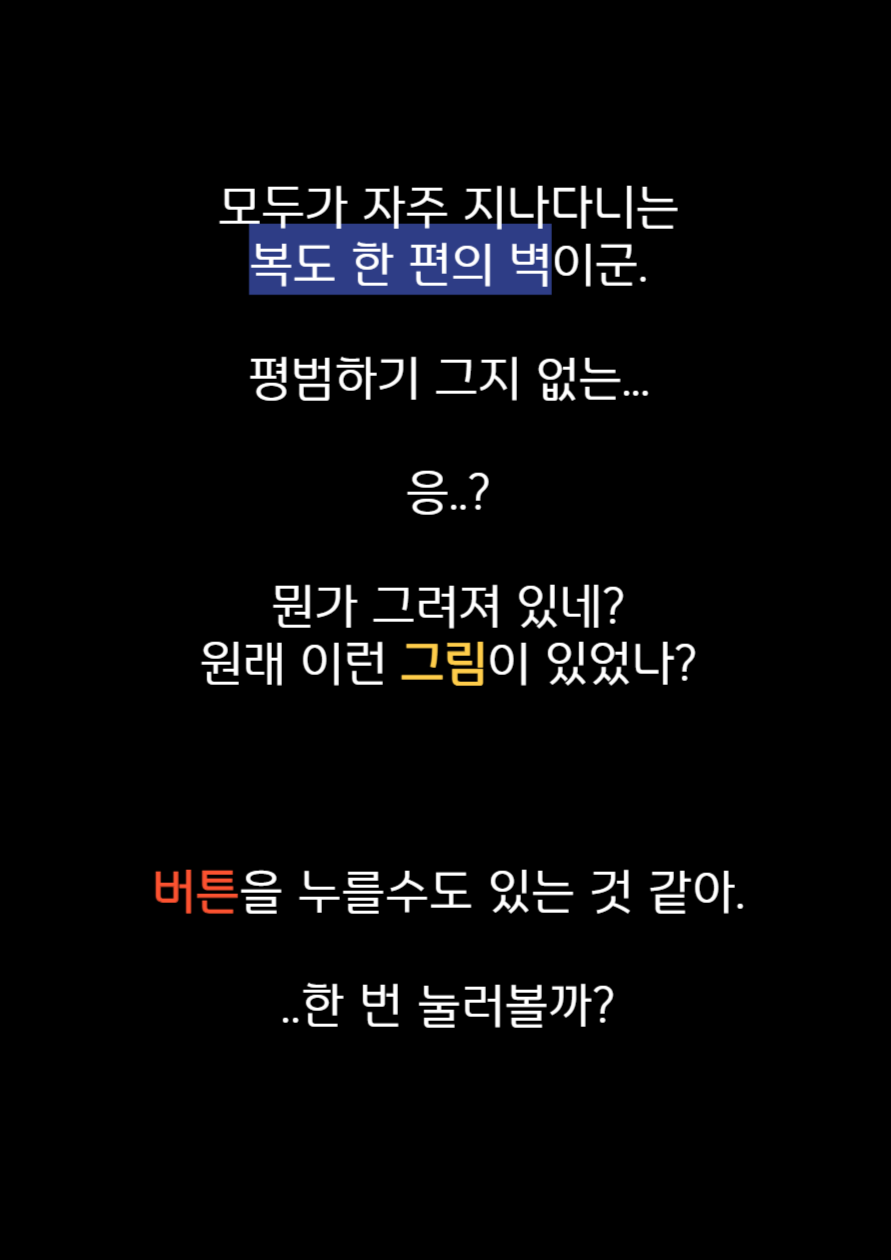 모두가 자주 지나다니는
복도 한 편의 벽이군.
평범하기 그지 없는...
응..?
뭔가 그려져 있네?
원래 이런 그림이 있었나?
버튼을 누를수도 있는 것 같아.
..한 번 눌러볼까?